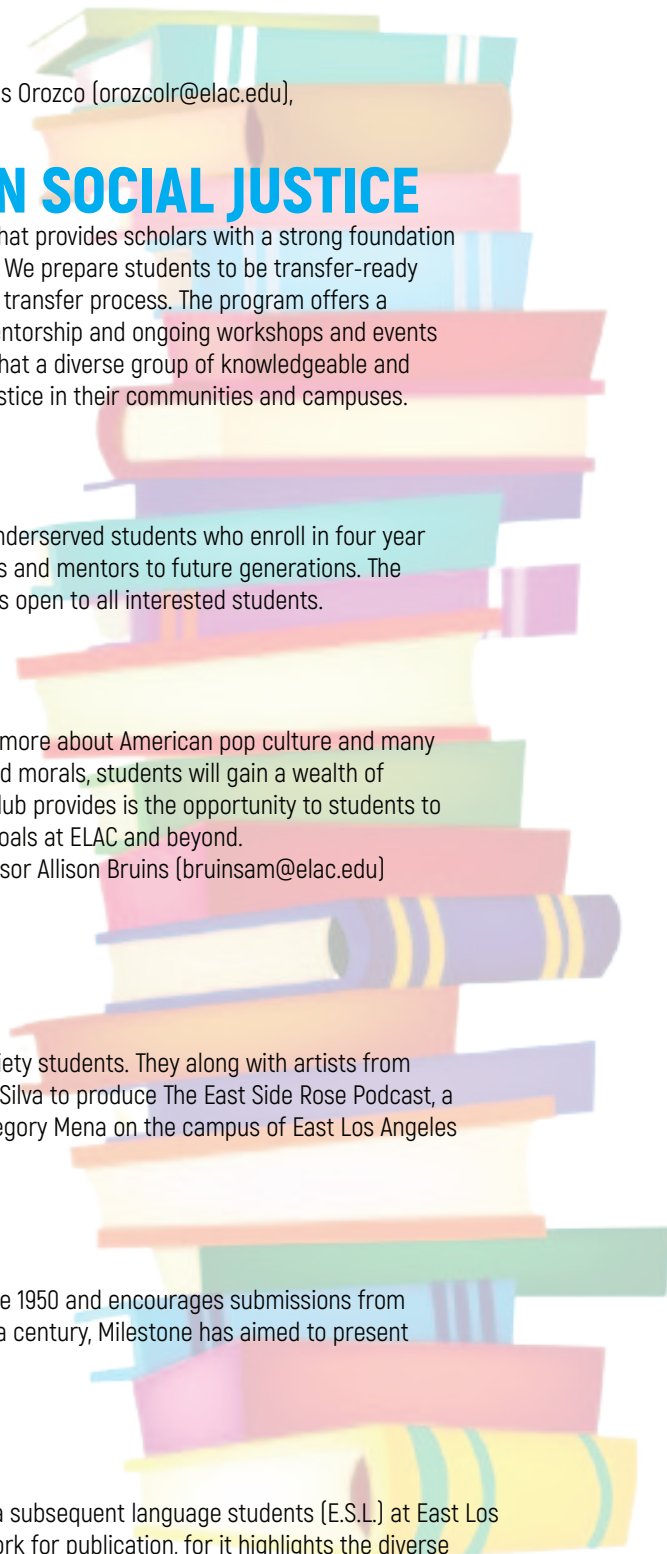 s Orozco (orozcolr@elac.edu),
N SOCIAL JUSTICE
hat provides scholars with a strong foundation
We prepare students to be transfer-ready
transfer process. The program offers a
entorship and ongoing workshops and events
hat a diverse group of knowledgeable and
stice in their communities and campuses.
nderserved students who enroll in four year
s and mentors to future generations. The
s open to all interested students.
more about American pop culture and many
d morals, students will gain a wealth of
lub provides is the opportunity to students to
oals at ELAC and beyond.
sor Allison Bruins (bruinsam@elac.edu)
iety students. They along with artists from
Silva to produce The East Side Rose Podcast, a
egory Mena on the campus of East Los Angeles
e 1950 and encourages submissions from
a century, Milestone has aimed to present
a subsequent language students (E.S.L.) at East Los
ork for publication, for it highlights the diverse